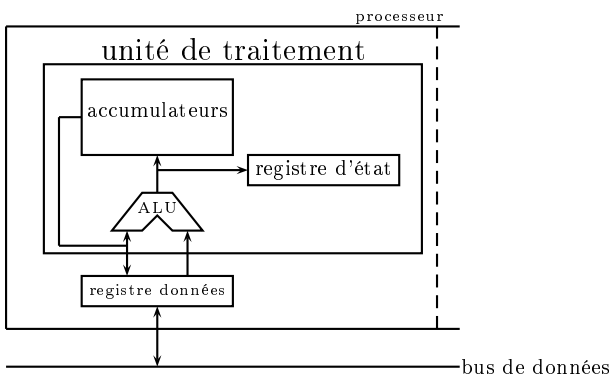 processeur
unité de traitement
accumulateurs
registre d'état
ALU
registre données
bus de données